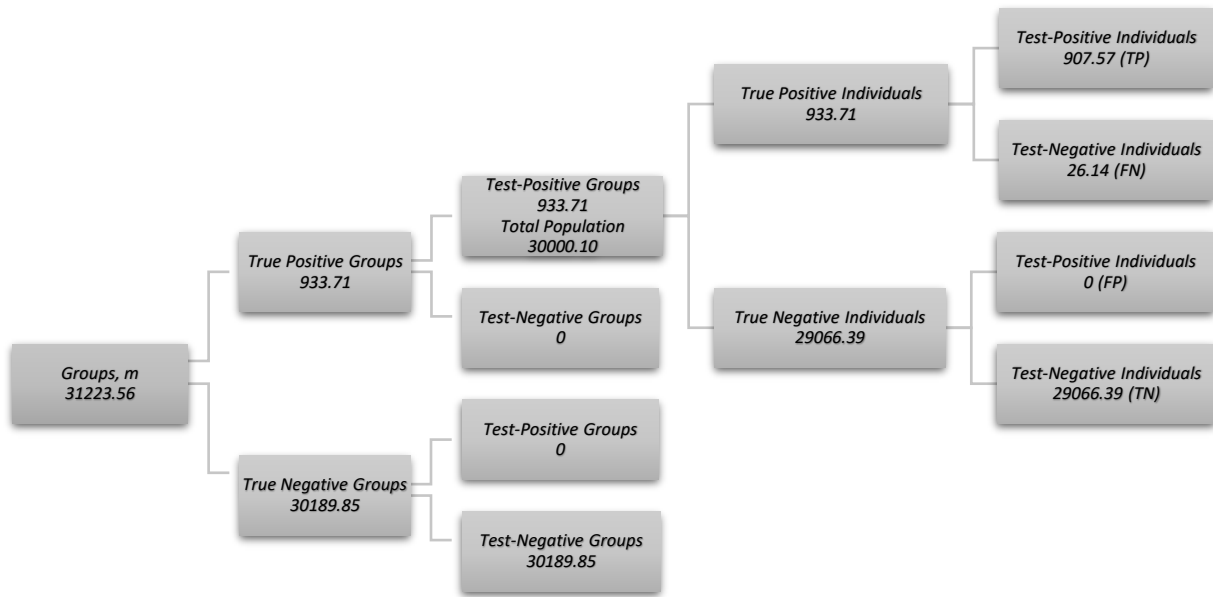 Groups, m
31223.56
True Positive Groups
933.71
True Negative Groups
30189.85
Test-Positive Groups
933.71
Total Population
30000.10
Test-Negative Groups
0
Test-Positive Groups
0
Test-Negative Groups
30189.85
True Positive Individuals
933.71
True Negative Individuals
29066.39
Test-Positive Individuals
907.57 (TP)
Test-Negative Individuals
26.14 (FN)
Test-Positive Individuals
0 (FP)
Test-Negative Individuals
29066.39 (TN)